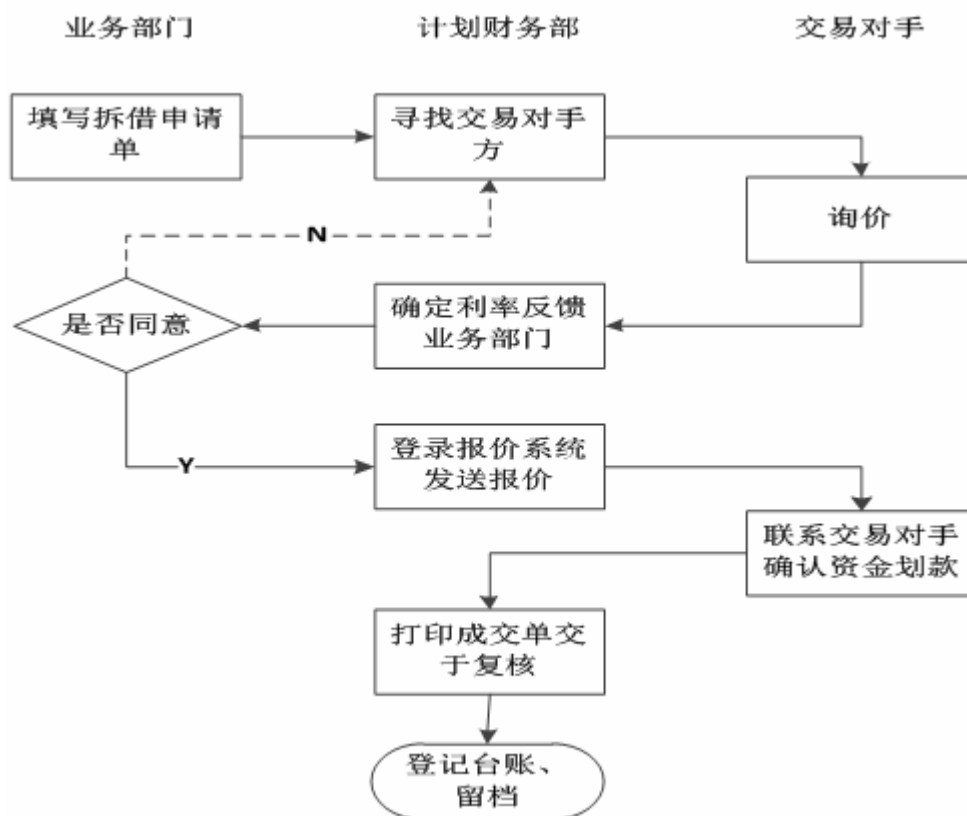 业务部门
计划财务部
交易对手
填写拆借申请
单
寻找交易对手
方
询价
N
是否同意
确定利率反馈
业务部门
Y
登录报价系统
发送报价
联系交易对手
确认资金划款
打印成交单交
于复核
登记台账、
留档